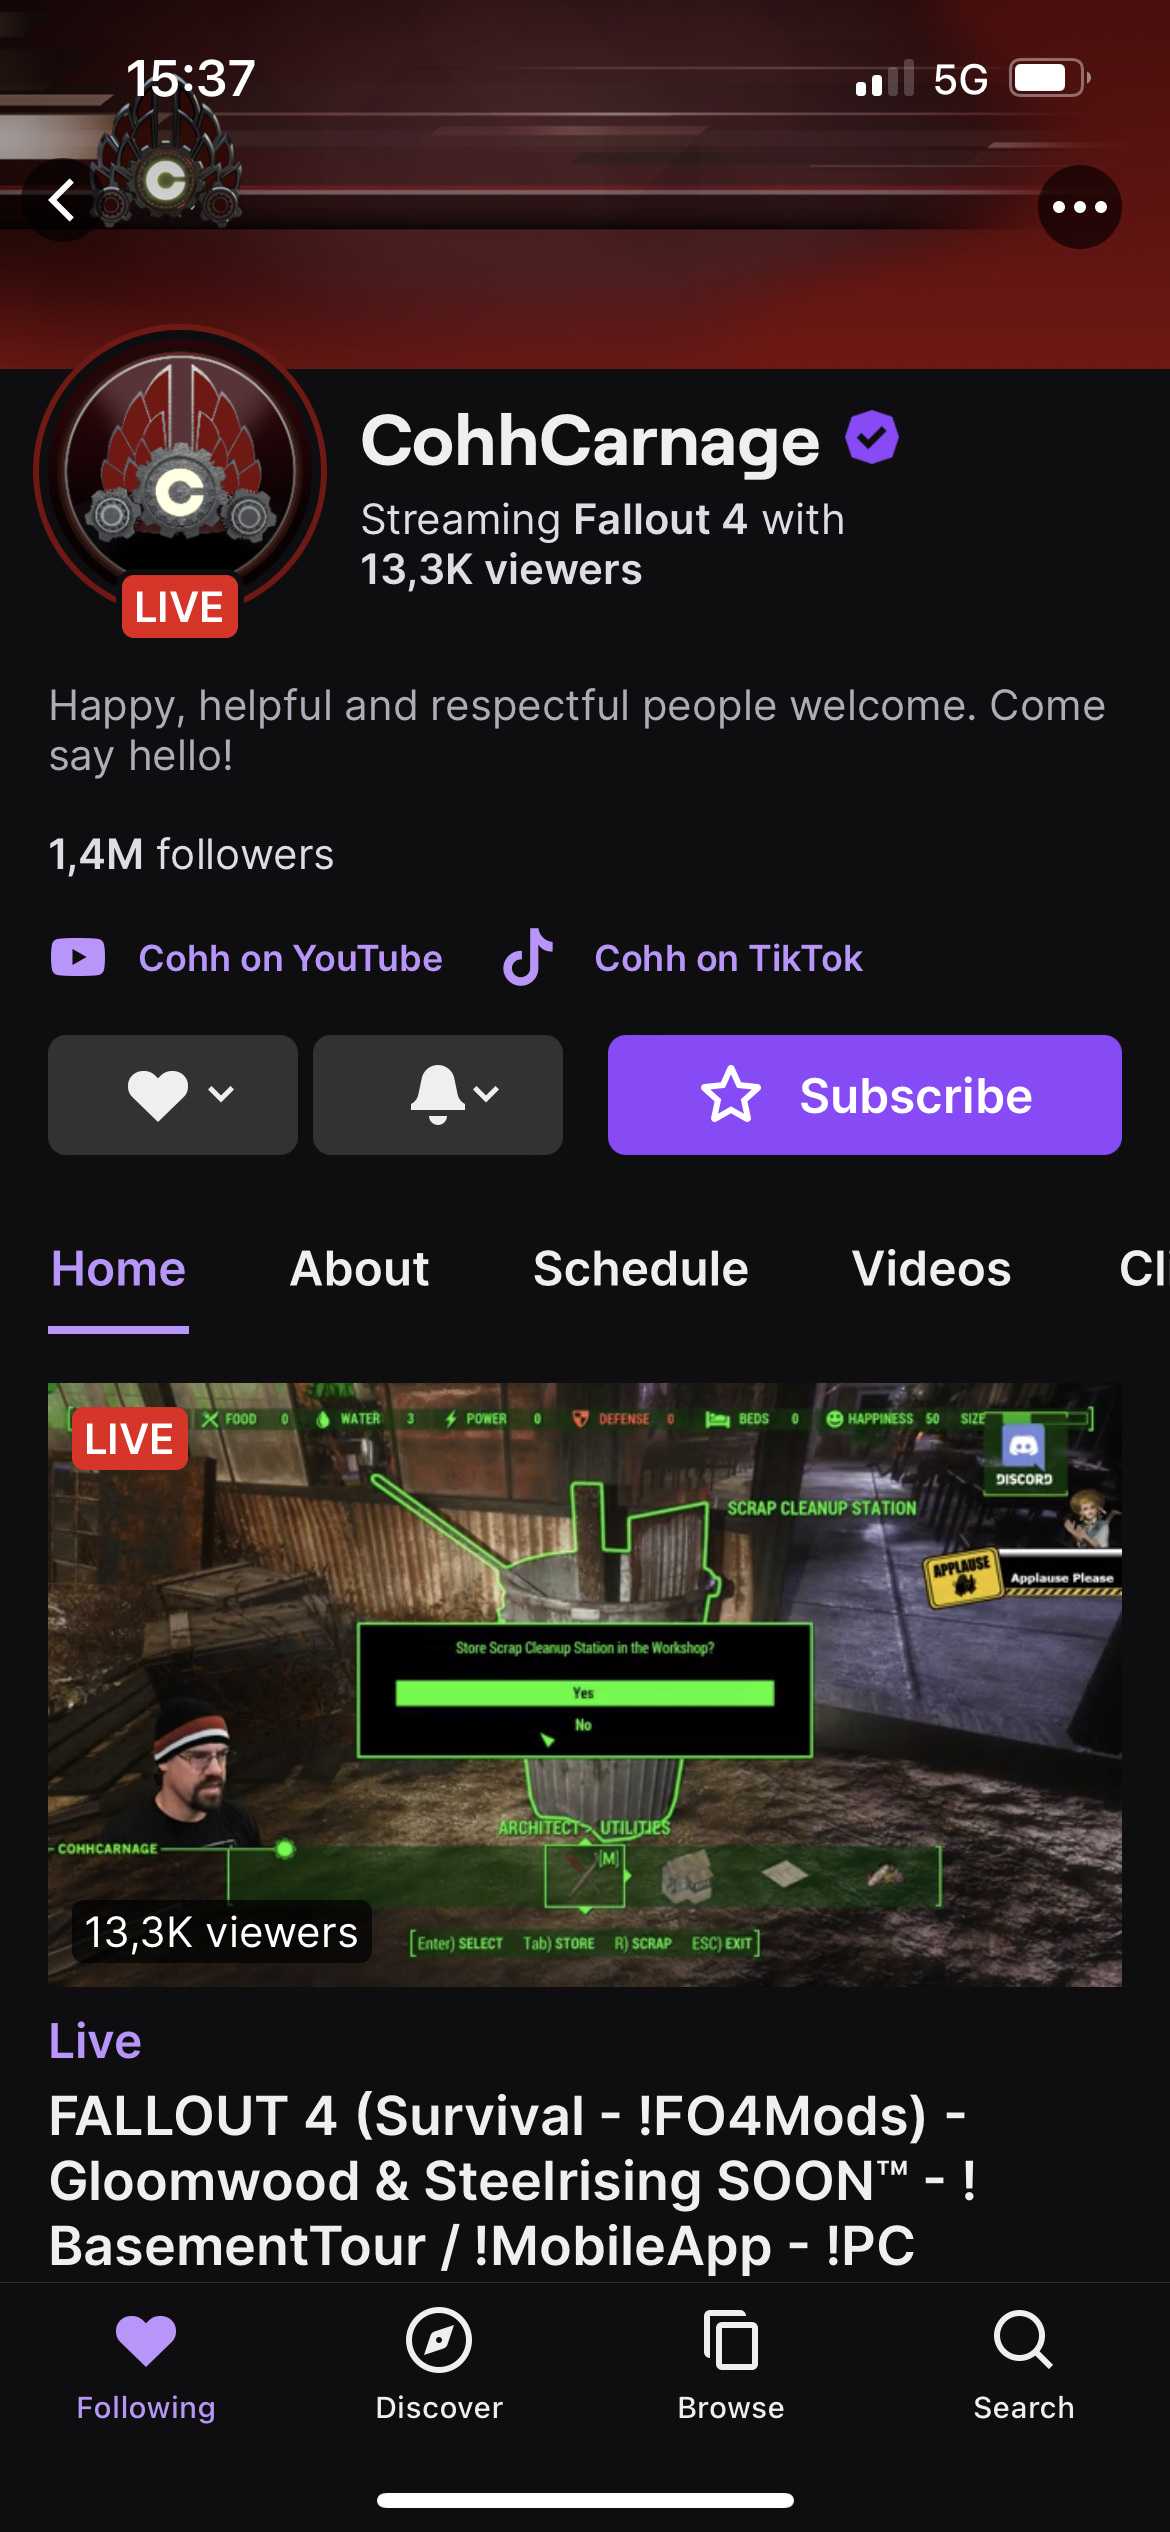 15:37
5G
C
CohhCarnage
Streaming Fallout 4 with
13,3K viewers
C
LIVE
Happy, helpful and respectful people welcome. Come
say hello!
1,4M followers
Cohh on YouTube
Cohh on TikTok
Subscribe
Home
About
Schedule
Videos
Cli
LIVE
FOOD 0
WATER 3
POWER 0
DEFENSE 0
BEDS 0
HAPPINESS 50
SIZE
DISCORD
SCRAP CLEANUP STATION
APPLAUSE
Applause Please
Store Scrap Cleanup Station in the Workshop?
Yes
No
ARCHITECT > UTILITIES
COHHCARNAGE
[M]
13,3K viewers
[Enter) SELECT Tab) STORE R) SCRAP ESC) EXIT]
Live
FALLOUT 4 (Survival - !FO4Mods) -
Gloomwood & Steelrising SOON™ - !
BasementTour / !MobileApp - !PC
Following
Discover
Browse
Search